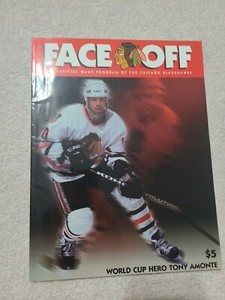 FACE OFF
OFFICIAL GAME PROGRAM OF THE CHICAGO BLACKHAWKS
$5
WORLD CUP HERO TONY AMONTE